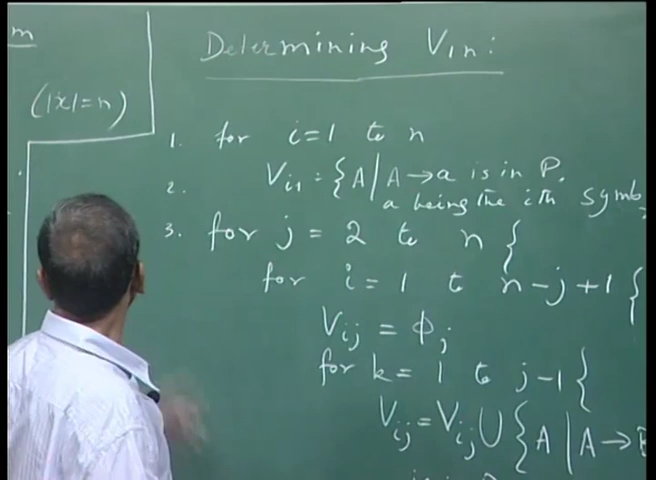 m
(|x|=n)
Determining V1n:
1. for i=1 to n
2. Vi1 = {A | A → a is in P.
a being the ith symb
3. for j = 2 to n {
for i = 1 to n-j+1 {
Vij = ϕ;
for k = 1 to j-1 {
Vij = Vij ∪ {A | A →